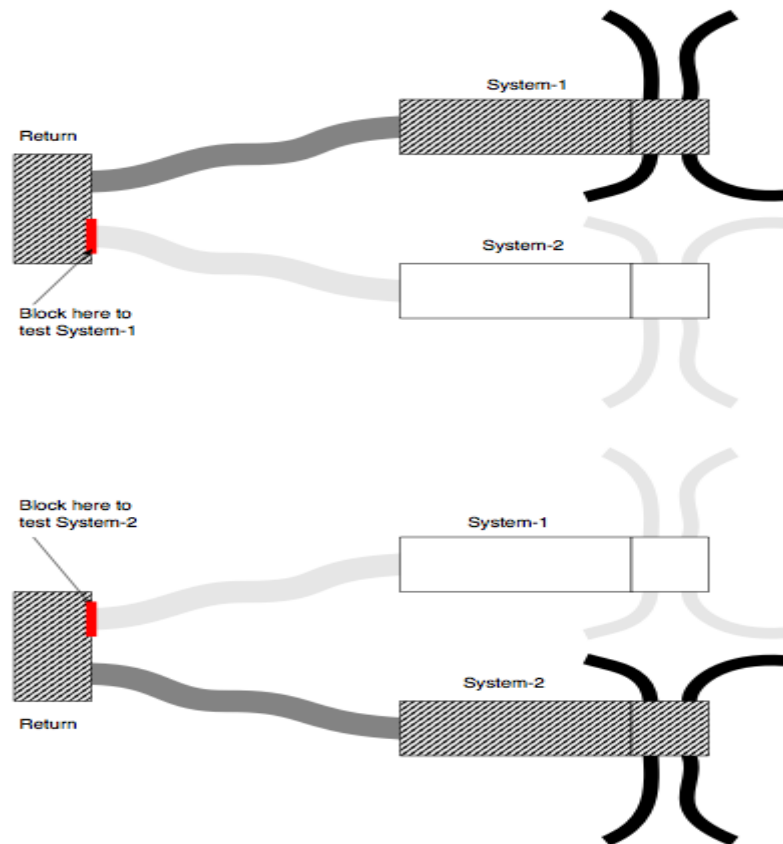 System-1
Return
System-2
Block here to
test System-1
Block here to
test System-2
System-1
System-2
Return